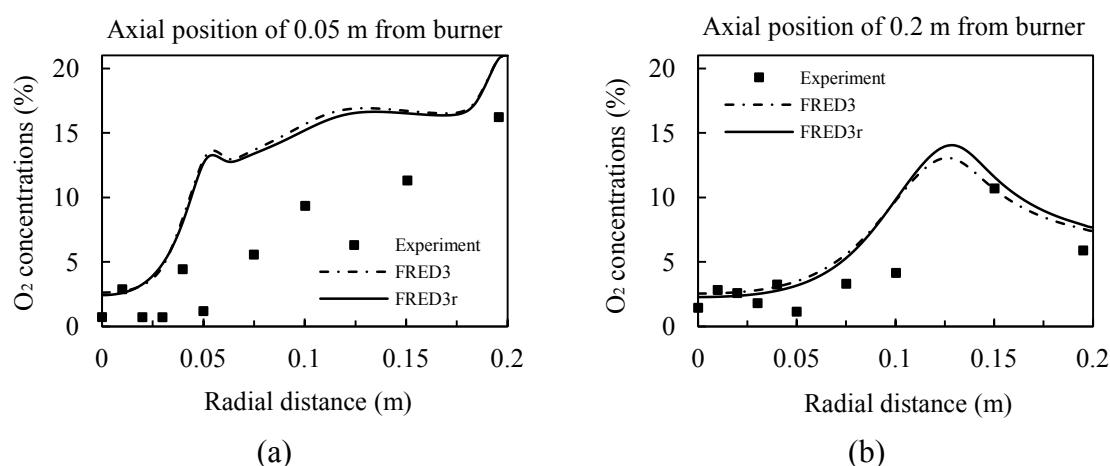 Axial position of 0.05 m from burner
O2 concentrations (%)
20
15
10
5
0
Experiment
FRED3
FRED3r
0 0.05 0.1 0.15 0.2
Radial distance (m)
(a)
Axial position of 0.2 m from burner
O2 concentrations (%)
20
15
10
5
0
Experiment
FRED3
FRED3r
0 0.05 0.1 0.15 0.2
Radial distance (m)
(b)